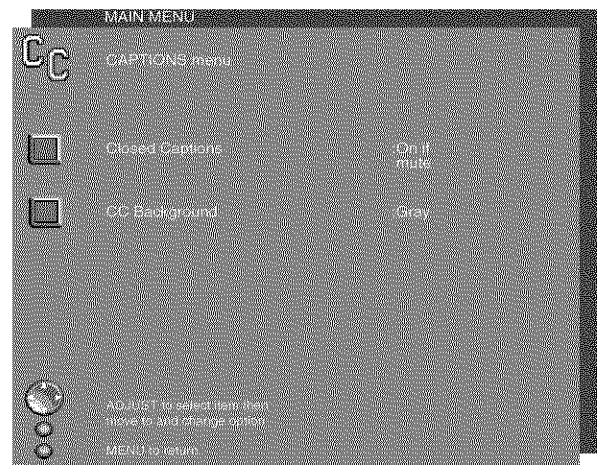 MAIN MENU
CC
CAPTIONS menu
Closed Captions
On if
mute
CC Background
Gray
ADJUST to select item then
move to and change option
MENU to return